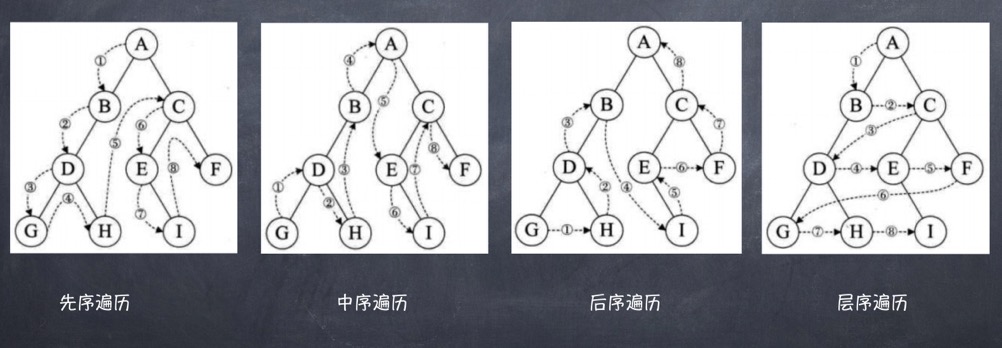 A A A A
① ④ ⑤ ⑧ ①
B C B C B C B ② C
② ⑤ ⑥ ③ ⑦ ③
D E ⑧ F D ③ E ⑦ ⑧ F D E ⑥ F D ④ E ⑤ F
③ ④ ⑦ ① ② ⑥ ② ④ ⑤ ⑥
G H I G H I G ① H I G ⑦ H ⑧ I
先序遍历 中序遍历 后序遍历 层序遍历